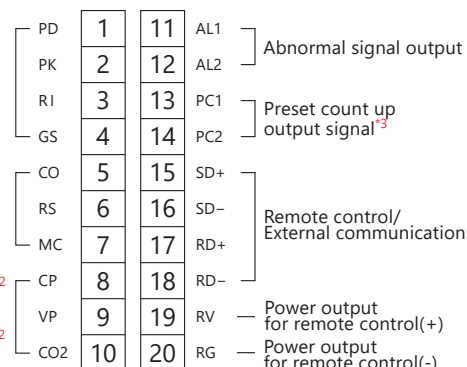 PD 1 11 AL1
PK 2 12 AL2
Abnormal signal output
RI 3 13 PC1
GS 4 14 PC2
Preset count up
output signal*3
CO 5 15 SD+
RS 6 16 SD−
MC 7 17 RD+
*2 CP 8 18 RD−
Remote control/
External communication
VP 9 19 RV
Power output
for remote control(+)
*2 CO2 10 20 RG
Power output
for remote control(-)